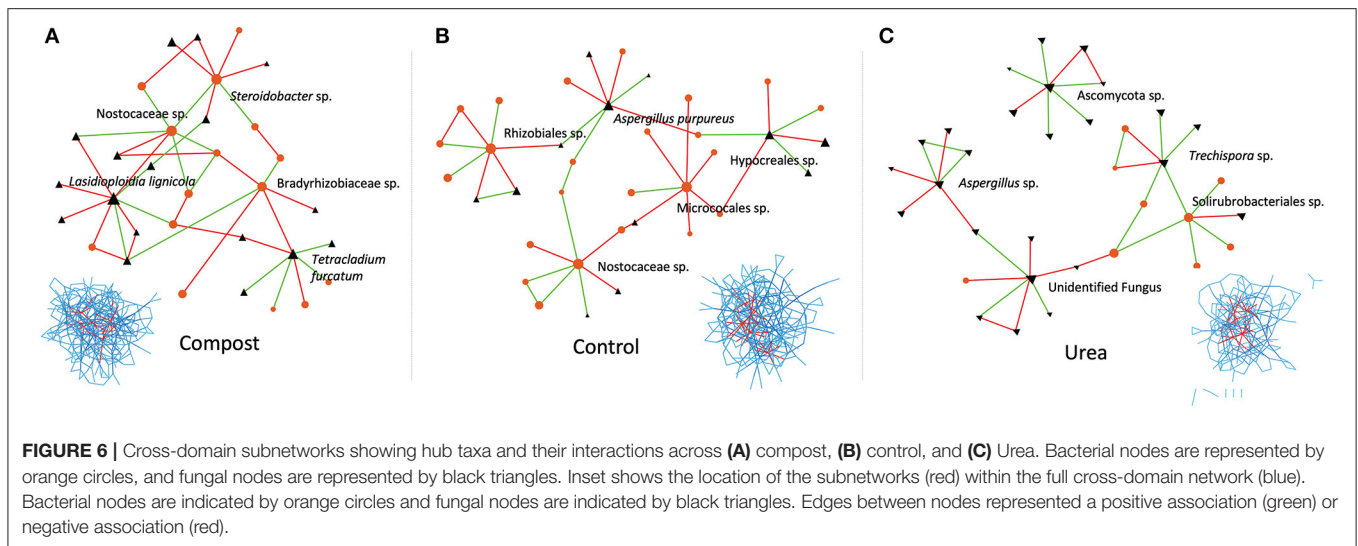 A
Steroidobacter sp.
Nostocaceae sp.
Lasidioploidia lignicola
Bradyrhizobiaceae sp.
Tetracladium
furcatum
Compost
B
Aspergillus purpureus
Rhizobiales sp.
Hypocreales sp.
Micrococales sp.
Nostocaceae sp.
Control
C
Ascomycota sp.
Trechispora sp.
Aspergillus sp.
Solirubrobacteriales sp.
Unidentified Fungus
Urea
FIGURE 6 | Cross-domain subnetworks showing hub taxa and their interactions across (A) compost, (B) control, and (C) Urea. Bacterial nodes are represented by
orange circles, and fungal nodes are represented by black triangles. Inset shows the location of the subnetworks (red) within the full cross-domain network (blue).
Bacterial nodes are indicated by orange circles and fungal nodes are indicated by black triangles. Edges between nodes represented a positive association (green) or
negative association (red).